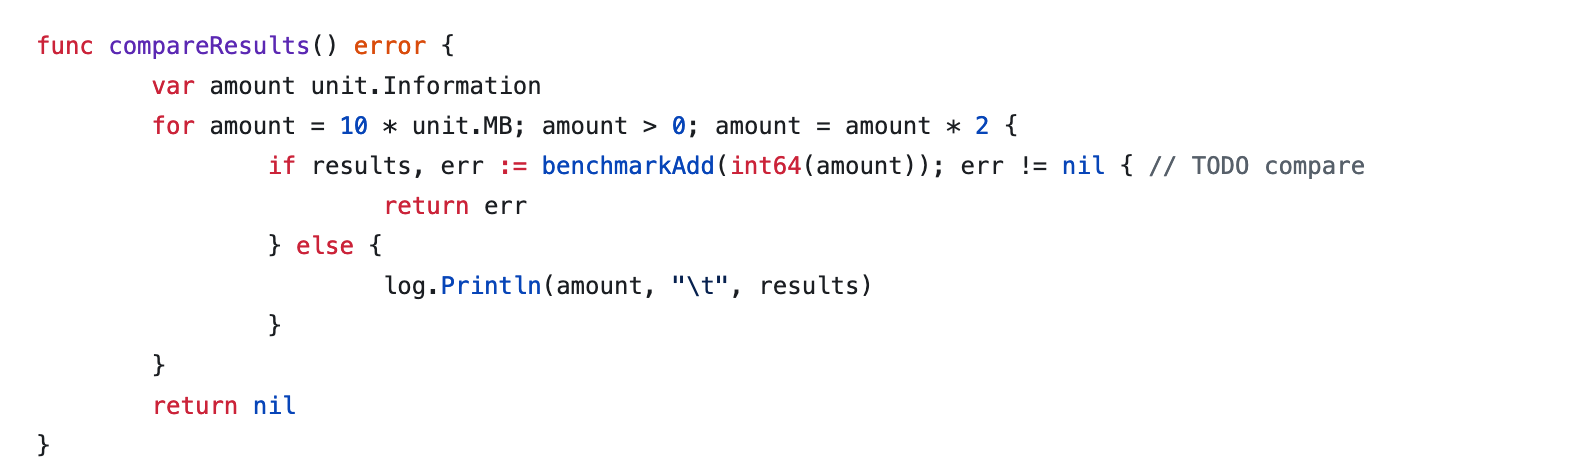 func compareResults() error {
        var amount unit.Information
        for amount = 10 * unit.MB; amount > 0; amount = amount * 2 {
                if results, err := benchmarkAdd(int64(amount)); err != nil { // TODO compare
                        return err
                } else {
                        log.Println(amount, "\t", results)
                }
        }
        return nil
}